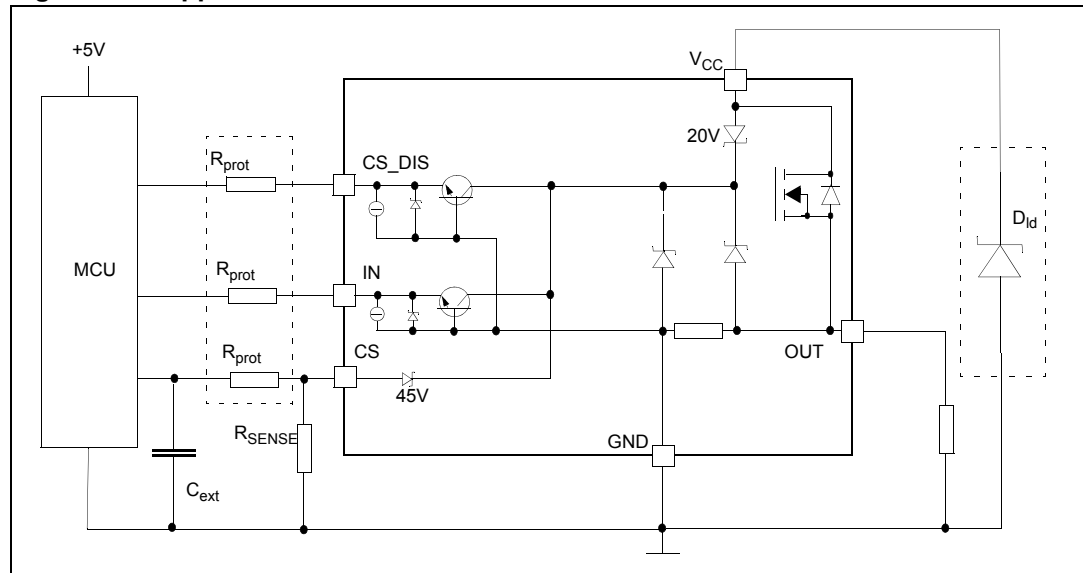 +5V
VCC
20V
Rprot
CS_DIS
Dld
MCU
Rprot
IN
Rprot
CS
OUT
45V
RSENSE
GND
Cext